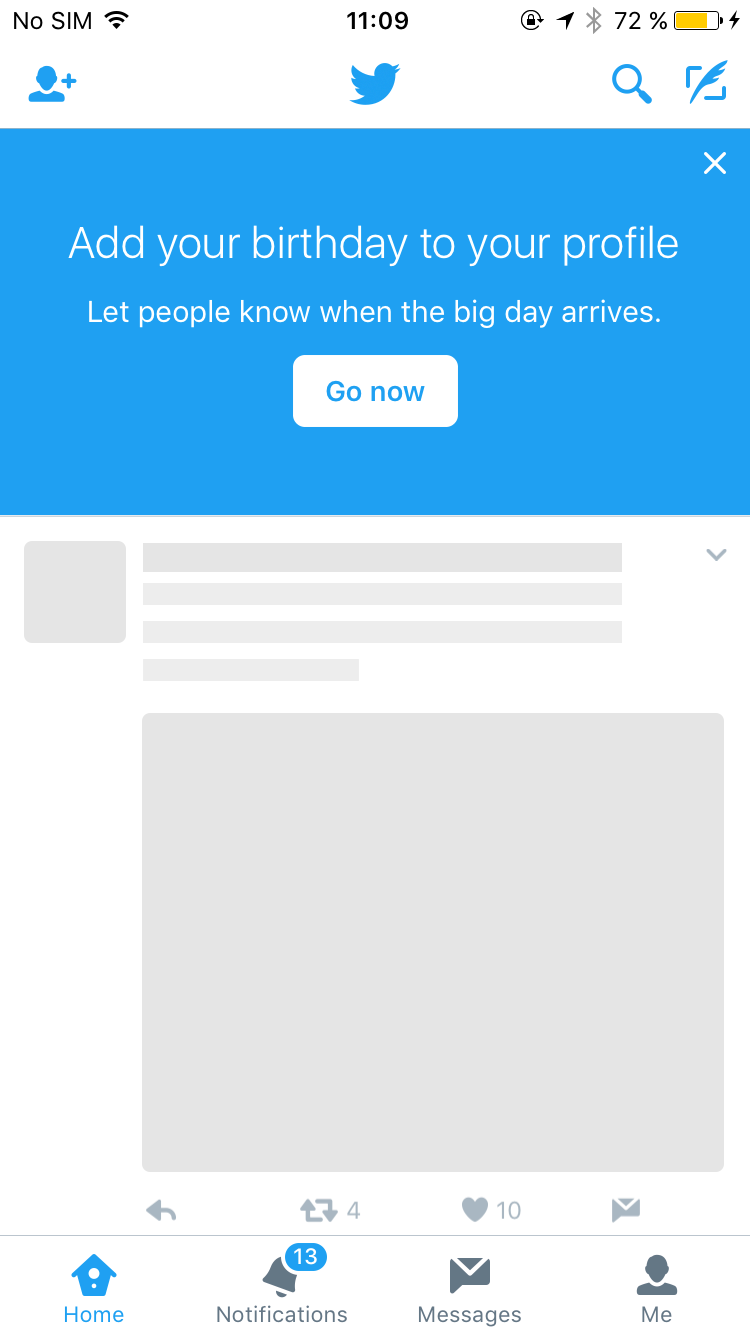 No SIM 11:09 72 %
Add your birthday to your profile
Let people know when the big day arrives.
Go now
4 10
13
Home Notifications Messages Me